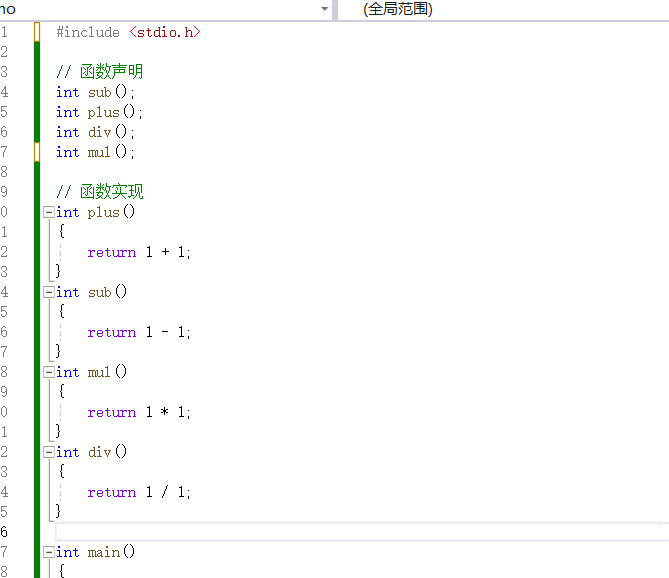 no (全局范围)
1 #include <stdio.h>
2
3 // 函数声明
4 int sub();
5 int plus();
6 int div();
7 int mul();
8
9 // 函数实现
0 int plus()
1 {
2 return 1 + 1;
3 }
4 int sub()
5 {
6 return 1 - 1;
7 }
8 int mul()
9 {
0 return 1 * 1;
1 }
2 int div()
3 {
4 return 1 / 1;
5 }
6
7 int main()
8 {